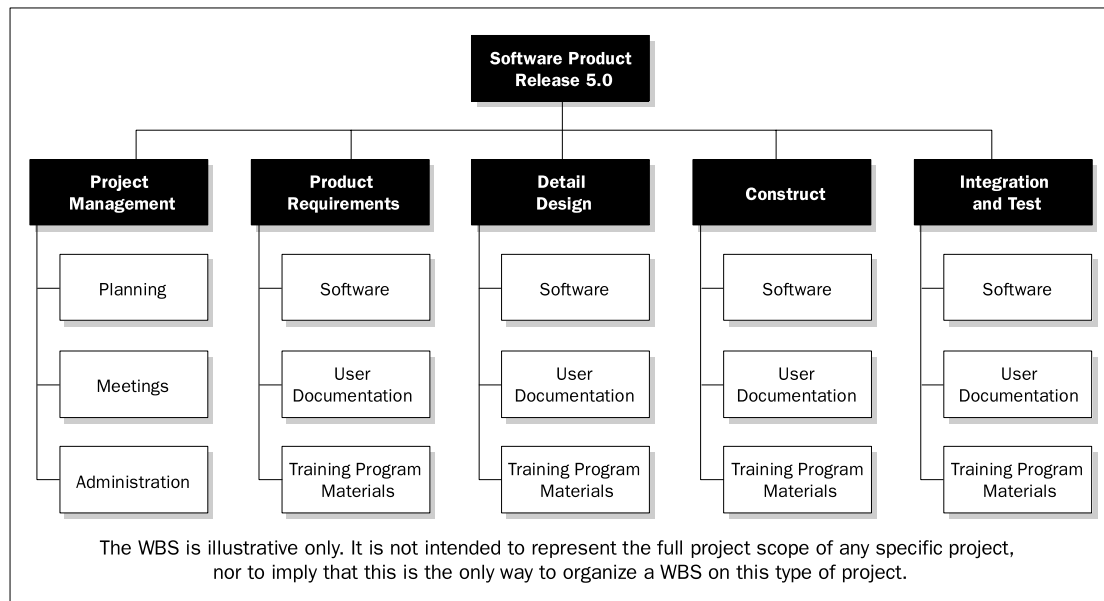 Software Product
Release 5.0
Project
Management
Product
Requirements
Detail
Design
Construct
Integration
and Test
Planning
Software
Software
Software
Software
Meetings
User
Documentation
User
Documentation
User
Documentation
User
Documentation
Administration
Training Program
Materials
Training Program
Materials
Training Program
Materials
Training Program
Materials
The WBS is illustrative only. It is not intended to represent the full project scope of any specific project,
nor to imply that this is the only way to organize a WBS on this type of project.